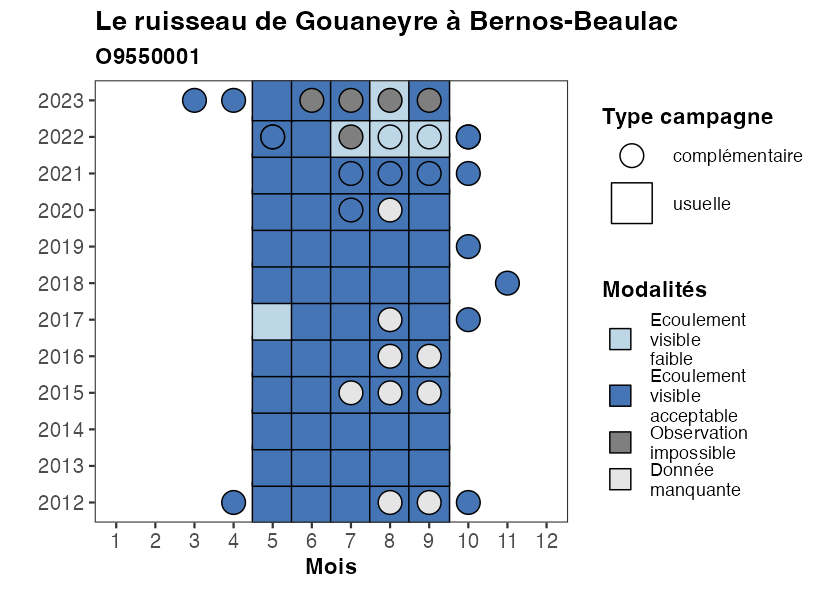 Le ruisseau de Gouaneyre à Bernos-Beaulac
O9550001
2023
2022
2021
2020
2019
2018
2017
2016
2015
2014
2013
2012
1 2 3 4 5 6 7 8 9 10 11 12
Mois
Type campagne
complémentaire
usuelle
Modalités
Ecoulement
visible
faible
Ecoulement
visible
acceptable
Observation
impossible
Donnée
manquante